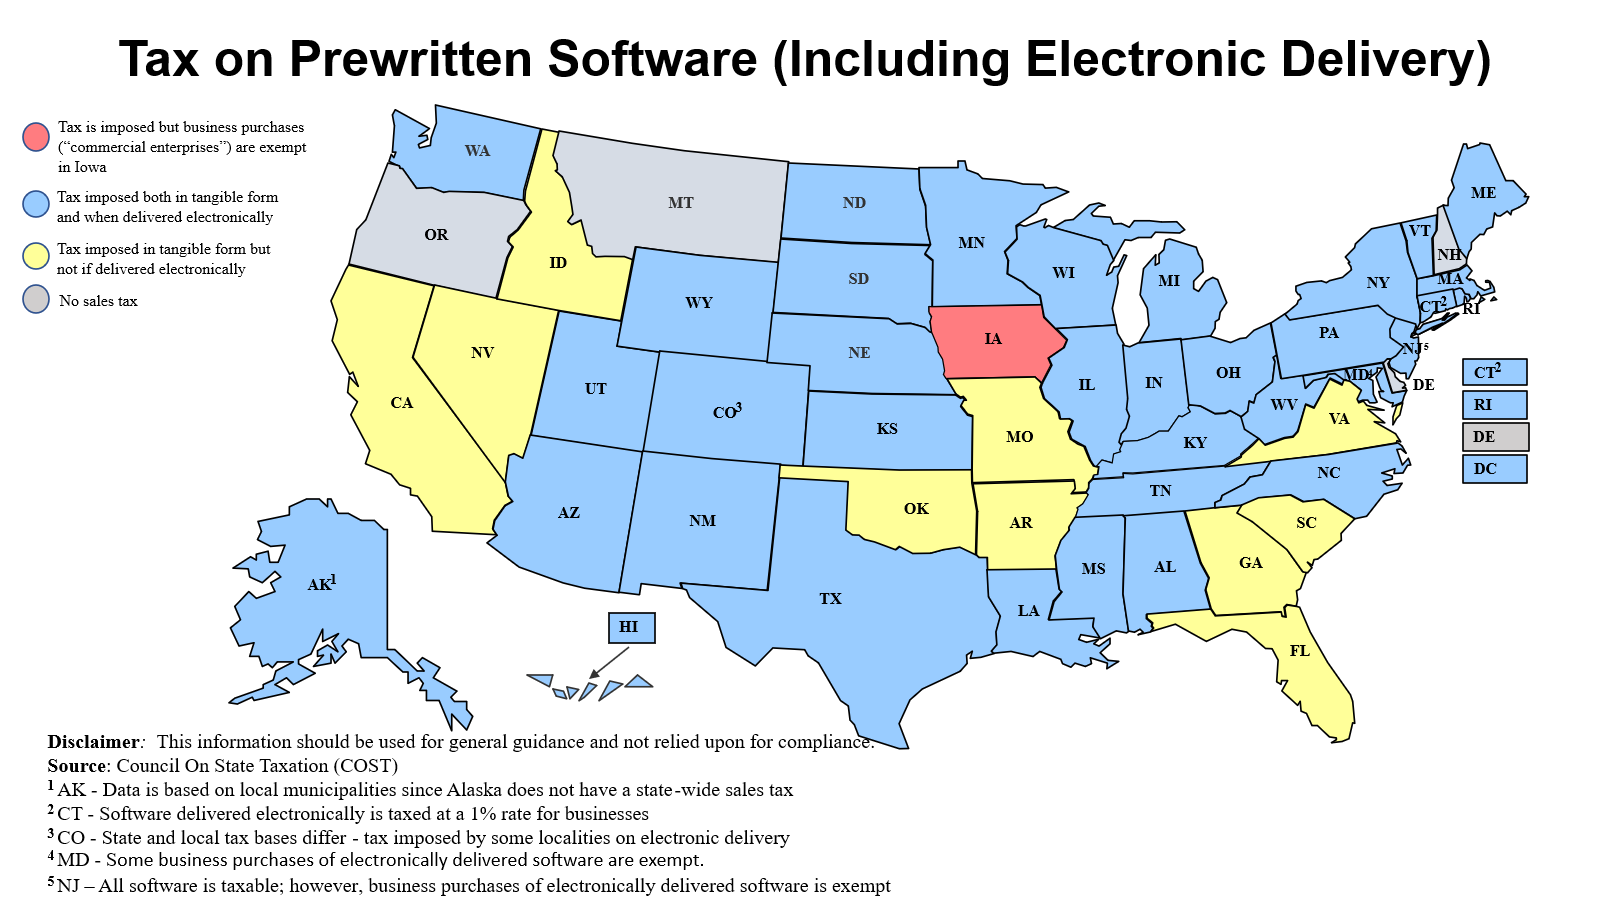 Tax on Prewritten Software (Including Electronic Delivery)
Tax is imposed but business purchases
(“commercial enterprises”) are exempt
in Iowa
Tax imposed both in tangible form
and when delivered electronically
Tax imposed in tangible form but
not if delivered electronically
No sales tax
WA
OR
MT
ID
ND
SD
MN
WI
MI
ME
VT
NH
NY
MA
CT²
RI
WY
NE
IA
IL
IN
OH
PA
NJ⁵
MD⁴
DE
CA
NV
UT
CO³
KS
MO
KY
WV
VA
AZ
NM
OK
AR
TN
NC
SC
TX
LA
MS
AL
GA
FL
AK¹
HI
CT²
RI
DE
DC
Disclaimer: This information should be used for general guidance and not relied upon for compliance.
Source: Council On State Taxation (COST)
¹ AK - Data is based on local municipalities since Alaska does not have a state-wide sales tax
² CT - Software delivered electronically is taxed at a 1% rate for businesses
³ CO - State and local tax bases differ - tax imposed by some localities on electronic delivery
⁴ MD - Some business purchases of electronically delivered software are exempt.
⁵ NJ – All software is taxable; however, business purchases of electronically delivered software is exempt